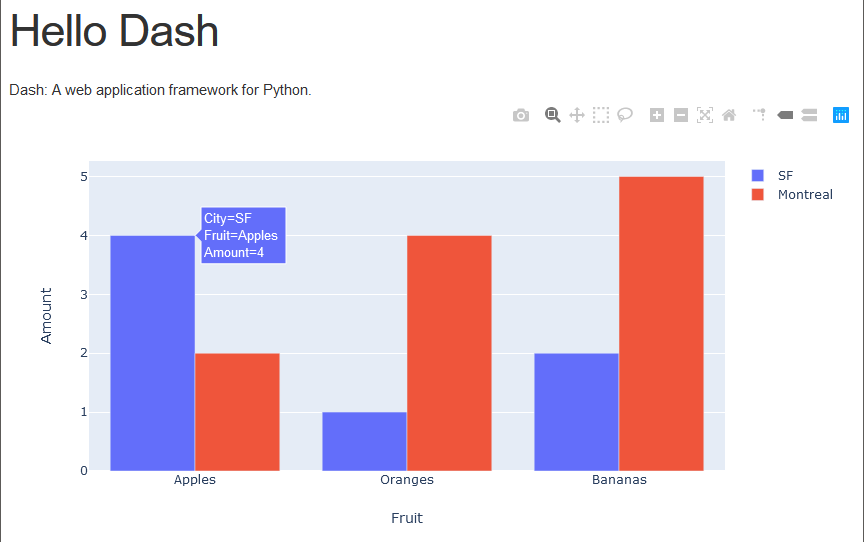 Hello Dash
Dash: A web application framework for Python.
5
4
3
2
1
0
Amount
City=SF
Fruit=Apples
Amount=4
SF
Montreal
Apples
Oranges
Bananas
Fruit